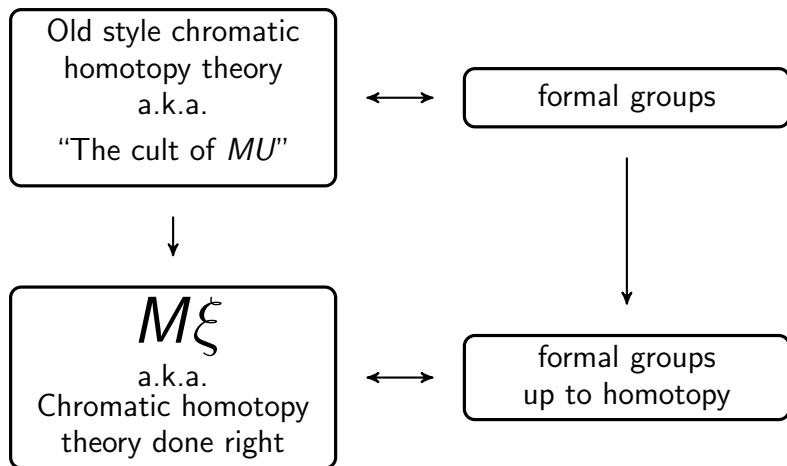 Old style chromatic
homotopy theory
a.k.a.
“The cult of MU”
formal groups
Mξ
a.k.a.
Chromatic homotopy
theory done right
formal groups
up to homotopy